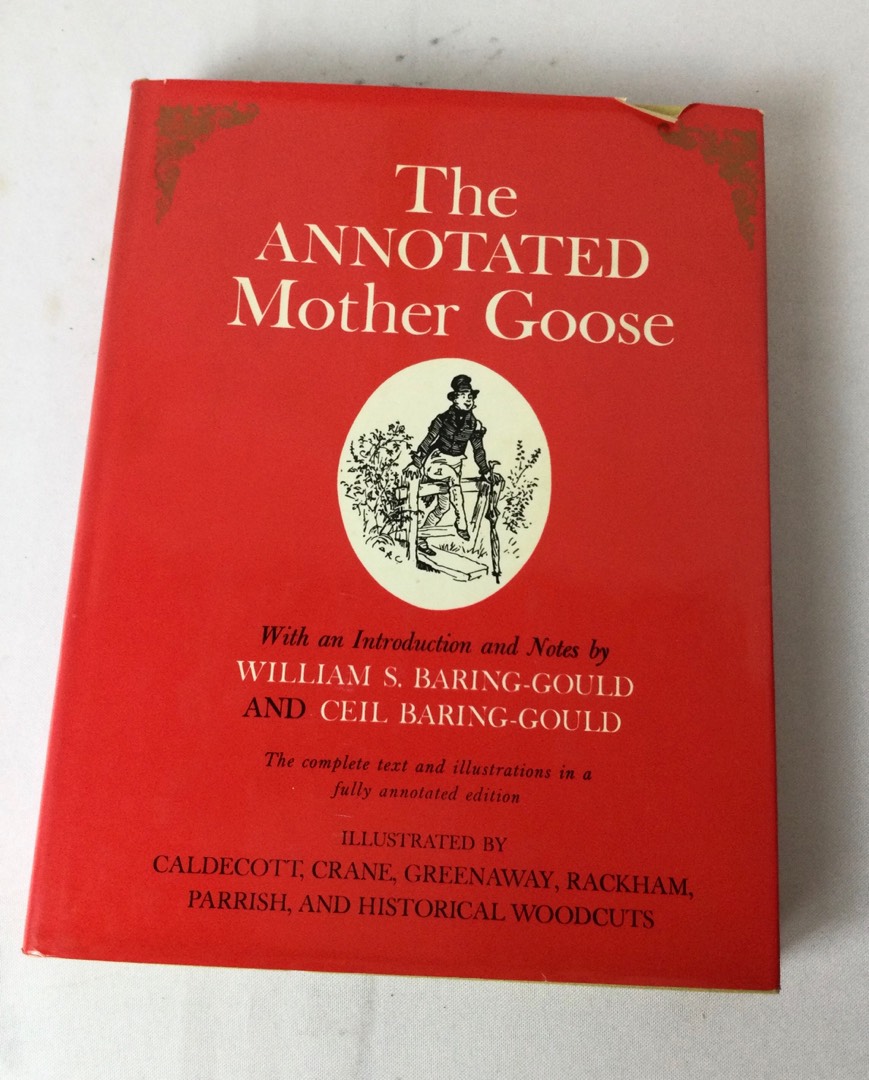 The
ANNOTATED
Mother Goose
RC
With an Introduction and Notes by
WILLIAM S. BARING-GOULD
AND CEIL BARING-GOULD
The complete text and illustrations in a
fully annotated edition
ILLUSTRATED BY
CALDECOTT, CRANE, GREENAWAY, RACKHAM,
PARRISH, AND HISTORICAL WOODCUTS